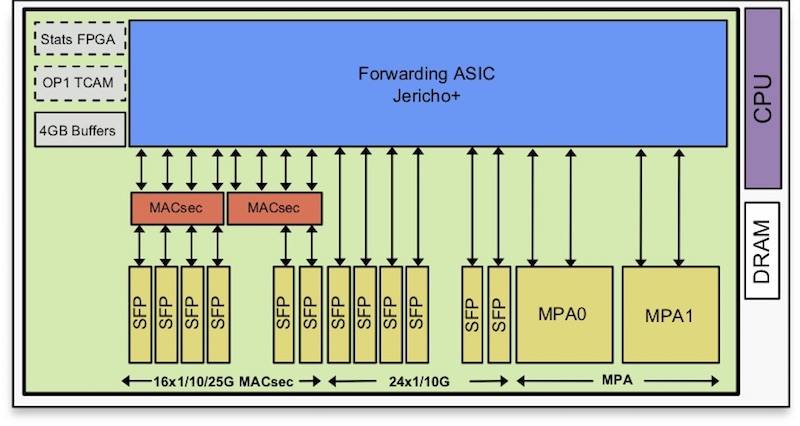 Stats FPGA
OP1 TCAM
4GB Buffers
Forwarding ASIC
Jericho+
CPU
DRAM
MACsec
MACsec
SFP
SFP
SFP
SFP
SFP
SFP
SFP
SFP
SFP
SFP
SFP
SFP
MPA0
MPA1
16x1/10/25G MACsec
24x1/10G
MPA